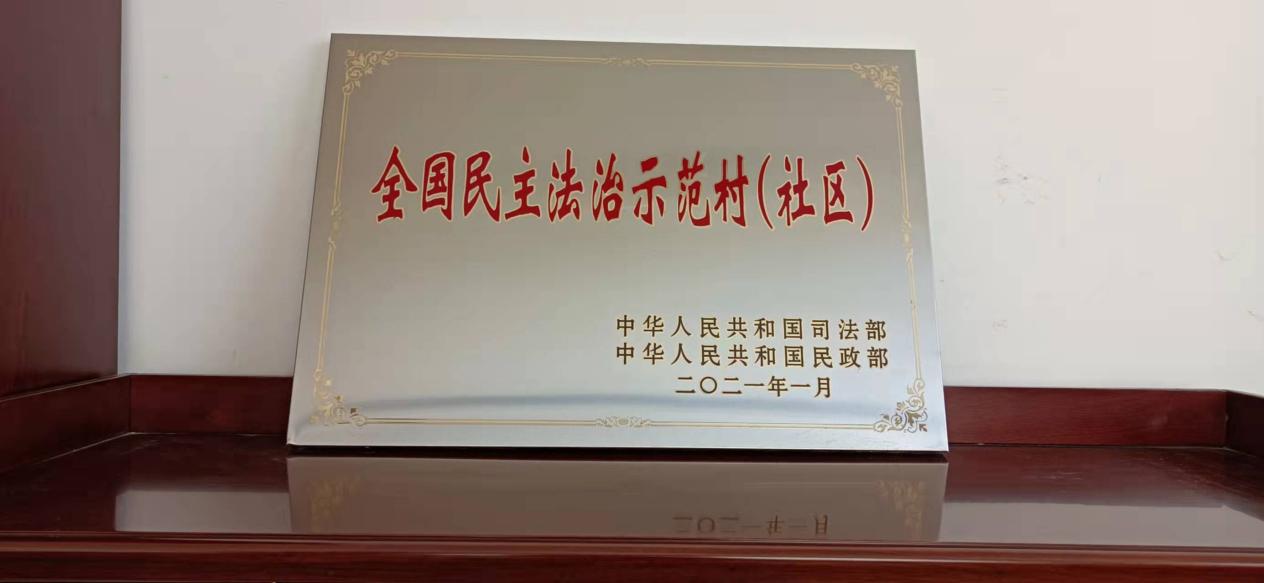 全国民主法治示范村(社区)
中华人民共和国司法部
中华人民共和国民政部
二〇二一年一月